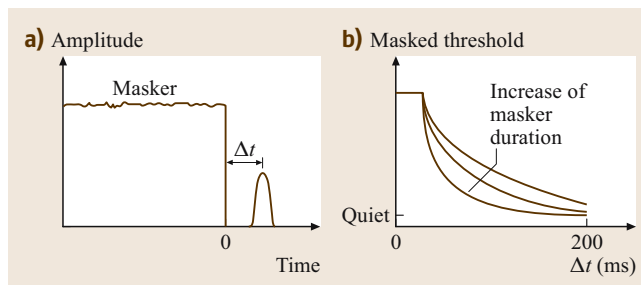 a) Amplitude
Masker
Δt
0
Time
b) Masked threshold
Increase of
masker
duration
Quiet
0
200
Δt (ms)